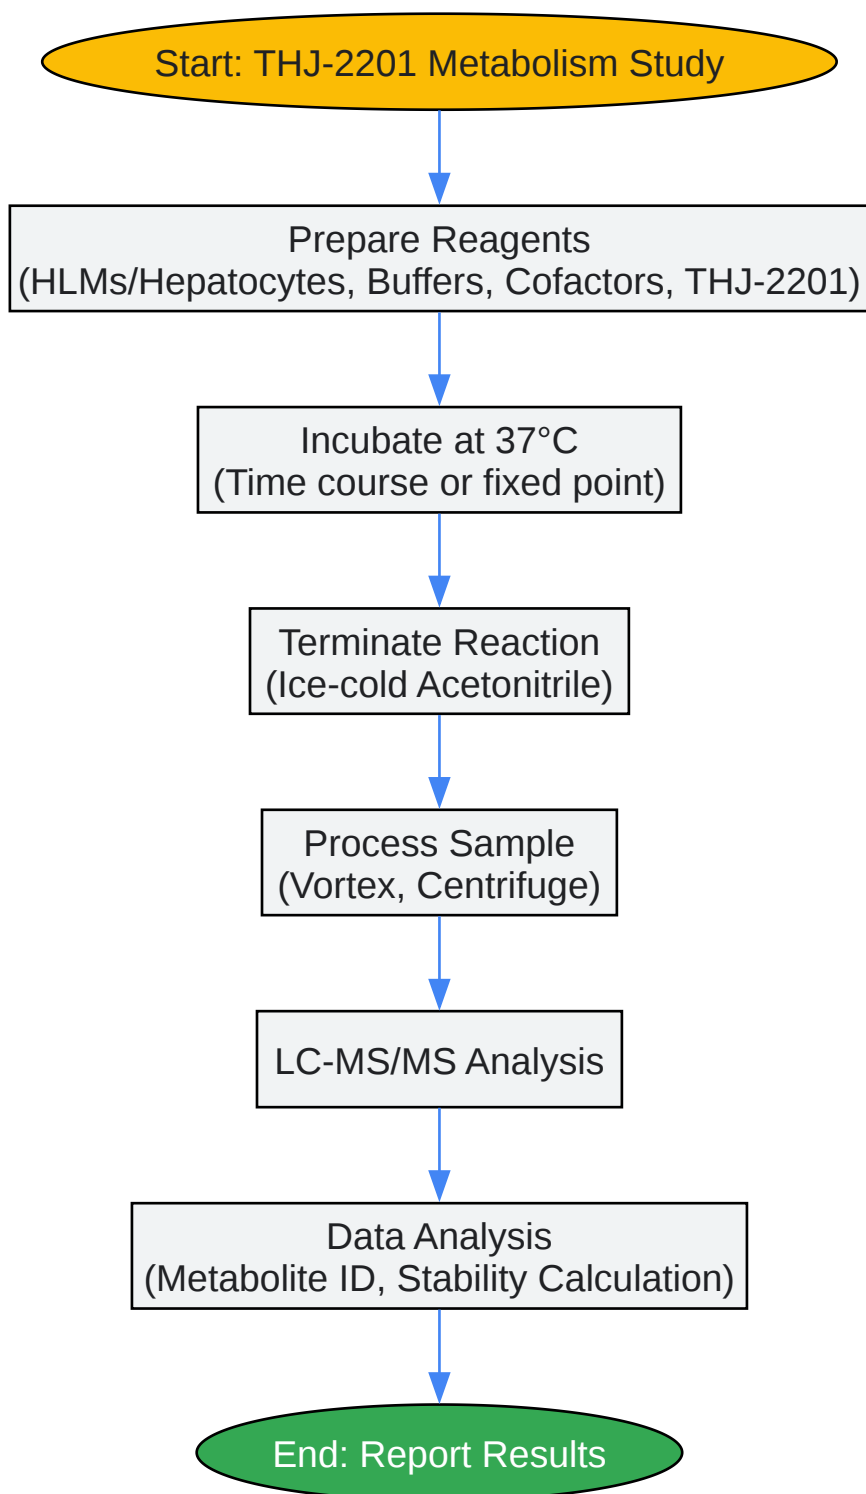 Start: THJ-2201 Metabolism Study
Prepare Reagents
(HLMs/Hepatocytes, Buffers, Cofactors, THJ-2201)
Incubate at 37°C
(Time course or fixed point)
Terminate Reaction
(Ice-cold Acetonitrile)
Process Sample
(Vortex, Centrifuge)
LC-MS/MS Analysis
Data Analysis
(Metabolite ID, Stability Calculation)
End: Report Results